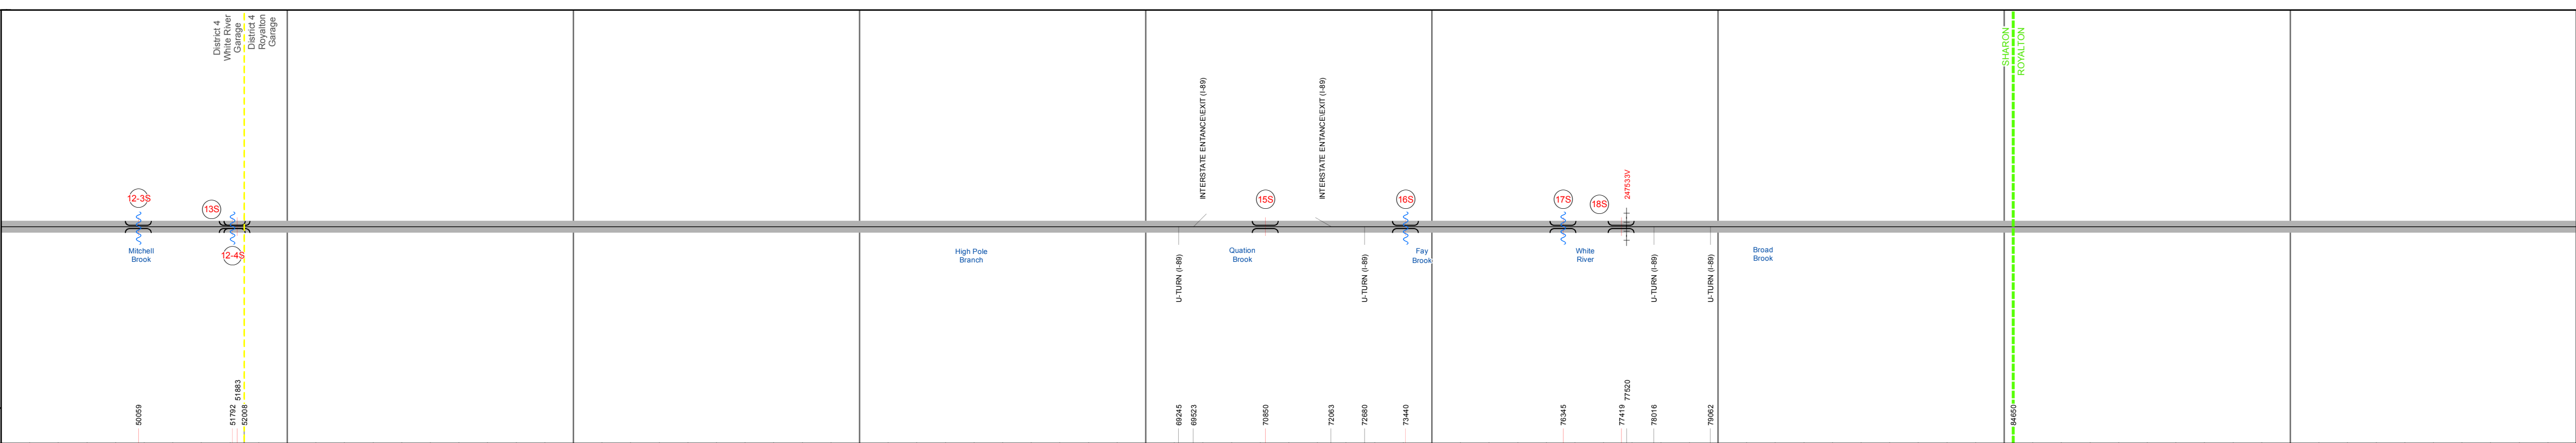 District 4
White River
Garage
District 4
Royalton
Garage
SHARON
ROYALTON
INTERSTATE ENTANCE\EXIT (I-89)
INTERSTATE ENTANCE\EXIT (I-89)
247533V
12-3S
13S
15S
16S
17S
18S
12-4S
Mitchell
Brook
High Pole
Branch
Quation
Brook
Fay
Brook
White
River
Broad
Brook
U-TURN (I-89)
U-TURN (I-89)
U-TURN (I-89)
U-TURN (I-89)
50059
51792
51883
52008
69245
69523
70850
72063
72680
73440
76345
77419
77520
78016
79062
84650